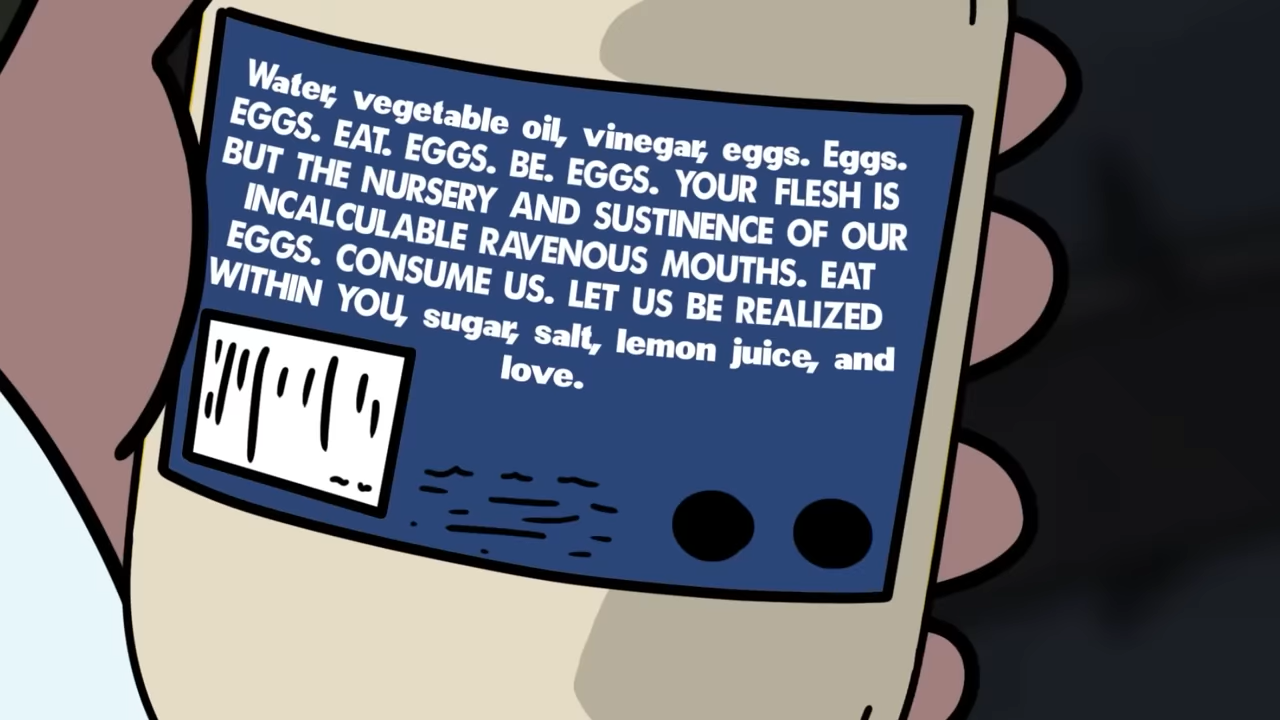 Water, vegetable oil, vinegar, eggs. Eggs.
EGGS. EAT. EGGS. BE. EGGS. YOUR FLESH IS
BUT THE NURSERY AND SUSTINENCE OF OUR
INCALCULABLE RAVENOUS MOUTHS. EAT
EGGS. CONSUME US. LET US BE REALIZED
WITHIN YOU, sugar, salt, lemon juice, and
love.